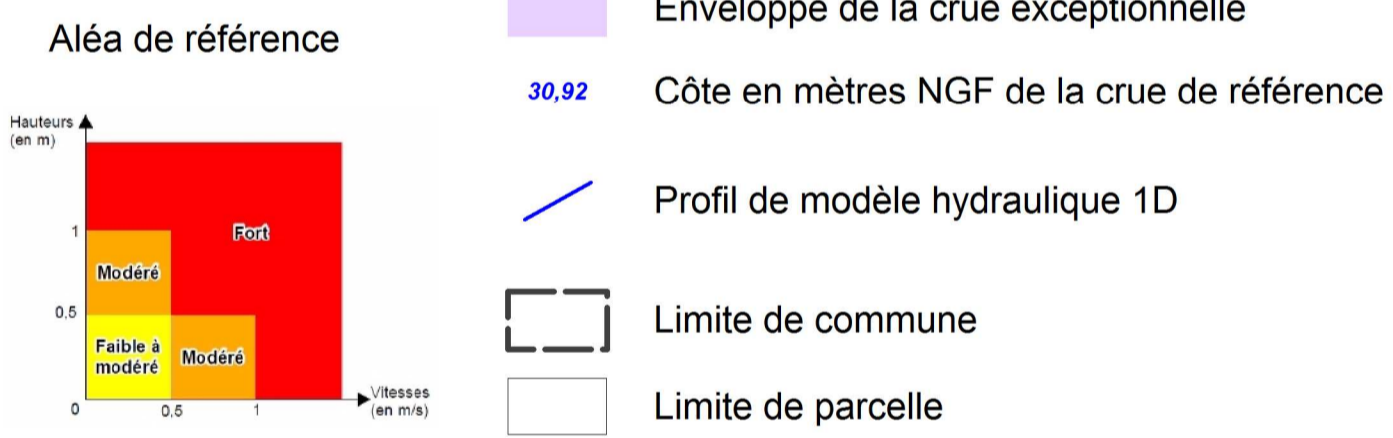 Aléa de référence
Hauteurs
(en m)
1
Fort
Modéré
0,5
Faible à
modéré
Modéré
0
0,5
1
Vitesses
(en m/s)
Enveloppe de la crue exceptionnelle
30,92
Côte en mètres NGF de la crue de référence
Profil de modèle hydraulique 1D
Limite de commune
Limite de parcelle